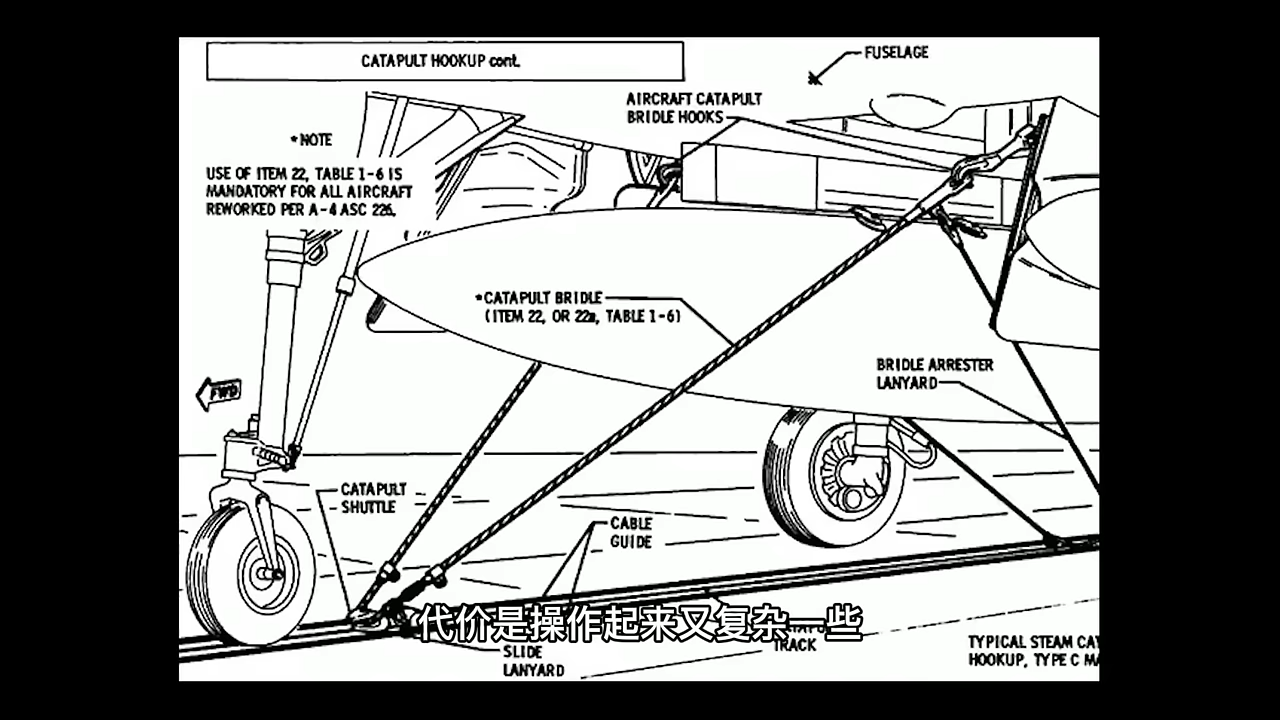 CATAPULT HOOKUP cont.
FUSELAGE
AIRCRAFT CATAPULT
BRIDLE HOOKS
*NOTE
USE OF ITEM 22, TABLE 1-6 IS
MANDATORY FOR ALL AIRCRAFT
REWORKED PER A-4 ASC 226.
*CATAPULT BRIDLE
(ITEM 22, OR 22a, TABLE 1-6)
BRIDLE ARRESTER
LANYARD
FWD
CATAPULT
SHUTTLE
CABLE
GUIDE
代价是操作起来又复杂一些
TRACK
SLIDE
LANYARD
TYPICAL STEAM CAT
HOOKUP, TYPE C MA